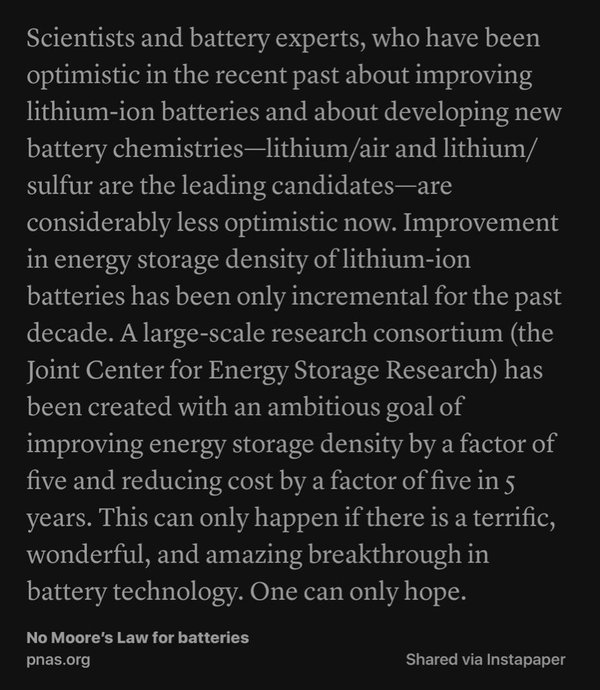 Scientists and battery experts, who have been
optimistic in the recent past about improving
lithium-ion batteries and about developing new
battery chemistries—lithium/air and lithium/
sulfur are the leading candidates—are
considerably less optimistic now. Improvement
in energy storage density of lithium-ion
batteries has been only incremental for the past
decade. A large-scale research consortium (the
Joint Center for Energy Storage Research) has
been created with an ambitious goal of
improving energy storage density by a factor of
five and reducing cost by a factor of five in 5
years. This can only happen if there is a terrific,
wonderful, and amazing breakthrough in
battery technology. One can only hope.
No Moore’s Law for batteries
pnas.org
Shared via Instapaper